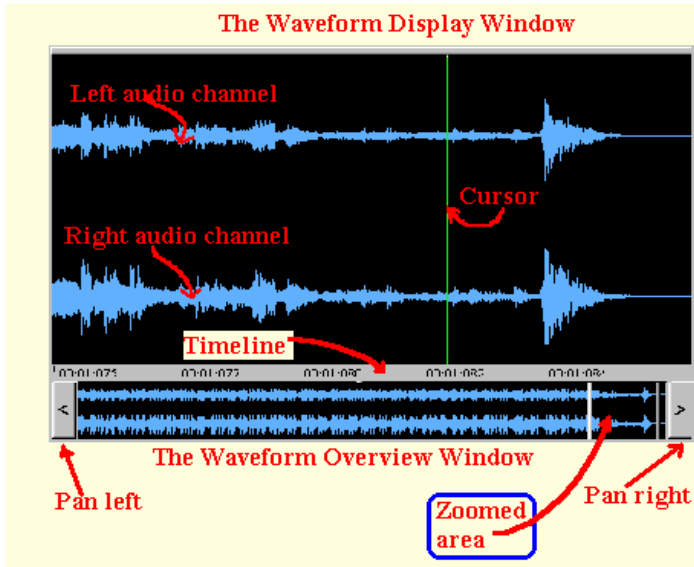 The Waveform Display Window
Left audio channel
Cursor
Right audio channel
Timeline
<
>
The Waveform Overview Window
Pan left
Pan right
Zoomed
area